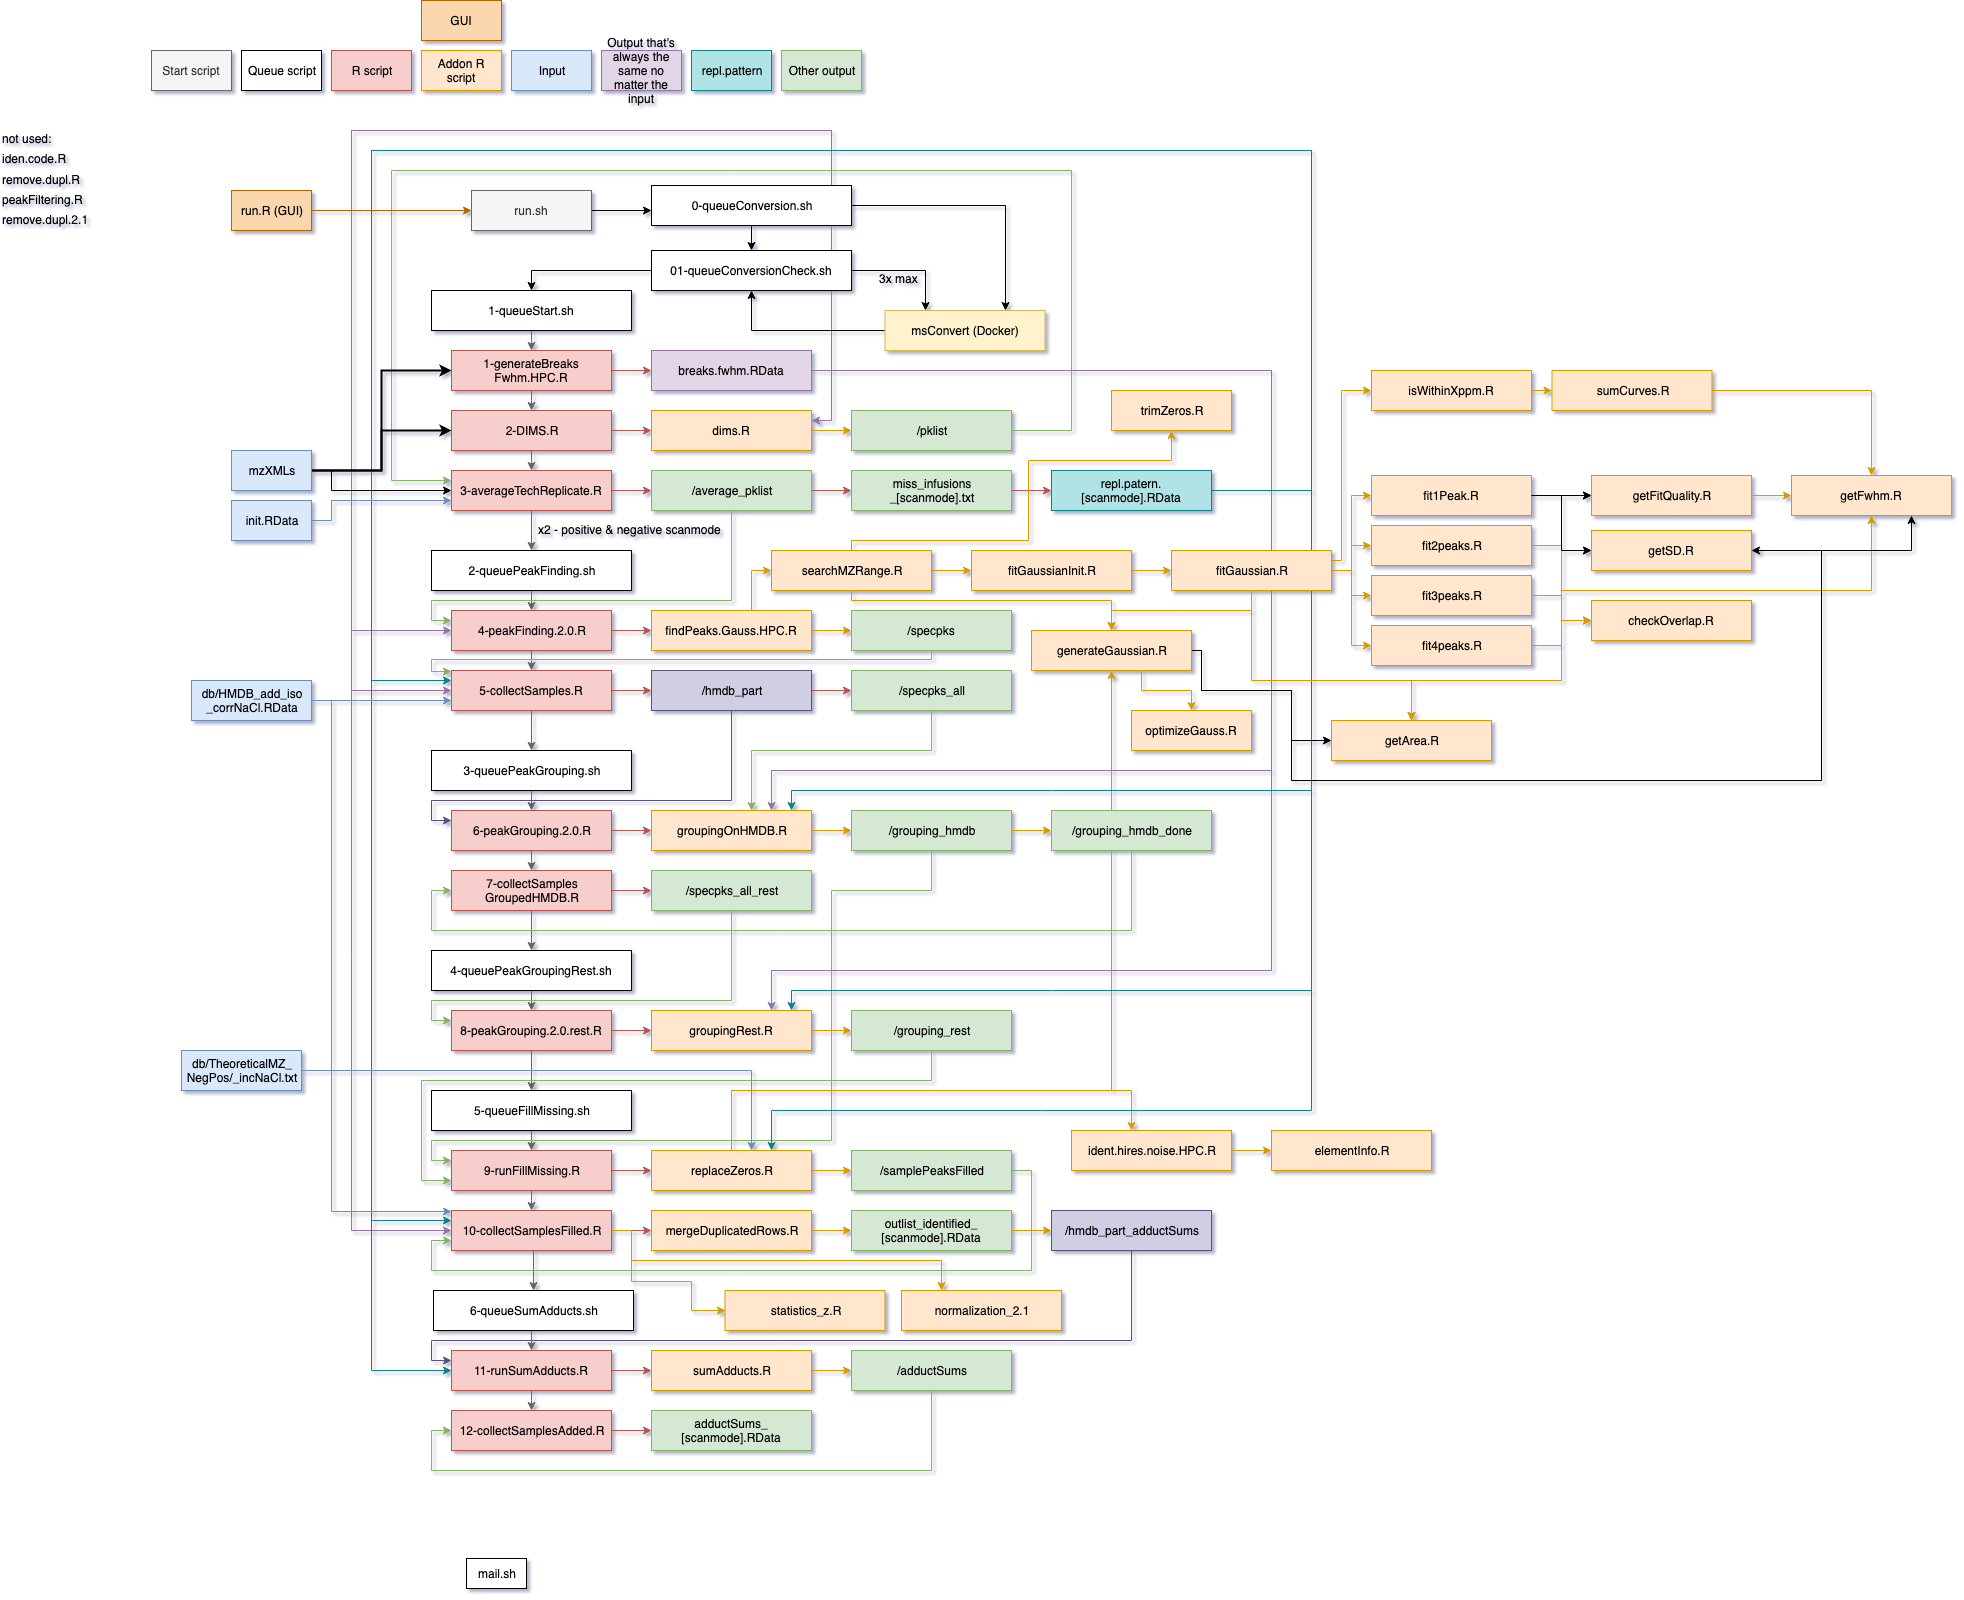 GUI
Start script
Queue script
R script
Addon R
script
Input
Output that's
always the
same no
matter the
input
repl.pattern
Other output
not used:
iden.code.R
remove.dupl.R
peakFiltering.R
remove.dupl.2.1
run.R (GUI)
run.sh
0-queueConversion.sh
01-queueConversionCheck.sh
3x max
1-queueStart.sh
msConvert (Docker)
1-generateBreaks
Fwhm.HPC.R
breaks.fwhm.RData
isWithinXppm.R
sumCurves.R
trimZeros.R
2-DIMS.R
dims.R
/pklist
mzXMLs
3-averageTechReplicate.R
/average_pklist
miss_infusions
_[scanmode].txt
repl.patern.
[scanmode].RData
fit1Peak.R
getFitQuality.R
getFwhm.R
init.RData
x2 - positive & negative scanmode
fit2peaks.R
getSD.R
2-queuePeakFinding.sh
searchMZRange.R
fitGaussianInit.R
fitGaussian.R
fit3peaks.R
checkOverlap.R
4-peakFinding.2.0.R
findPeaks.Gauss.HPC.R
/specpks
generateGaussian.R
fit4peaks.R
db/HMDB_add_iso
_corrNaCl.RData
5-collectSamples.R
/hmdb_part
/specpks_all
optimizeGauss.R
getArea.R
3-queuePeakGrouping.sh
6-peakGrouping.2.0.R
groupingOnHMDB.R
/grouping_hmdb
/grouping_hmdb_done
7-collectSamples
GroupedHMDB.R
/specpks_all_rest
4-queuePeakGroupingRest.sh
8-peakGrouping.2.0.rest.R
groupingRest.R
/grouping_rest
db/TheoreticalMZ_
NegPos/_incNaCl.txt
5-queueFillMissing.sh
9-runFillMissing.R
replaceZeros.R
/samplePeaksFilled
ident.hires.noise.HPC.R
elementInfo.R
10-collectSamplesFilled.R
mergeDuplicatedRows.R
outlist_identified_
[scanmode].RData
/hmdb_part_adductSums
6-queueSumAdducts.sh
statistics_z.R
normalization_2.1
11-runSumAdducts.R
sumAdducts.R
/adductSums
12-collectSamplesAdded.R
adductSums_
[scanmode].RData
mail.sh